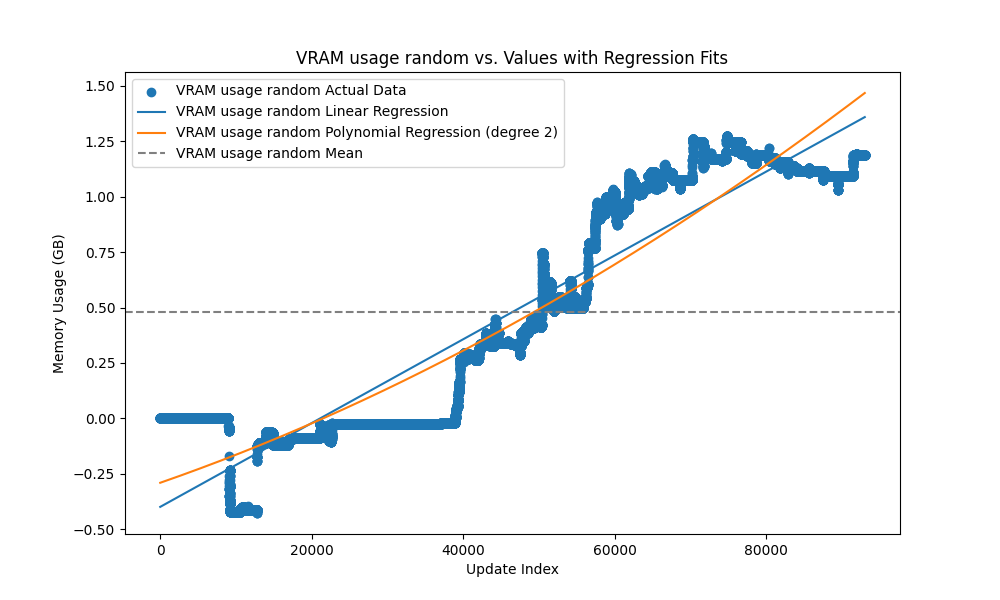 VRAM usage random vs. Values with Regression Fits
VRAM usage random Actual Data
VRAM usage random Linear Regression
VRAM usage random Polynomial Regression (degree 2)
VRAM usage random Mean
Memory Usage (GB)
1.50
1.25
1.00
0.75
0.50
0.25
0.00
−0.25
−0.50
0 20000 40000 60000 80000
Update Index